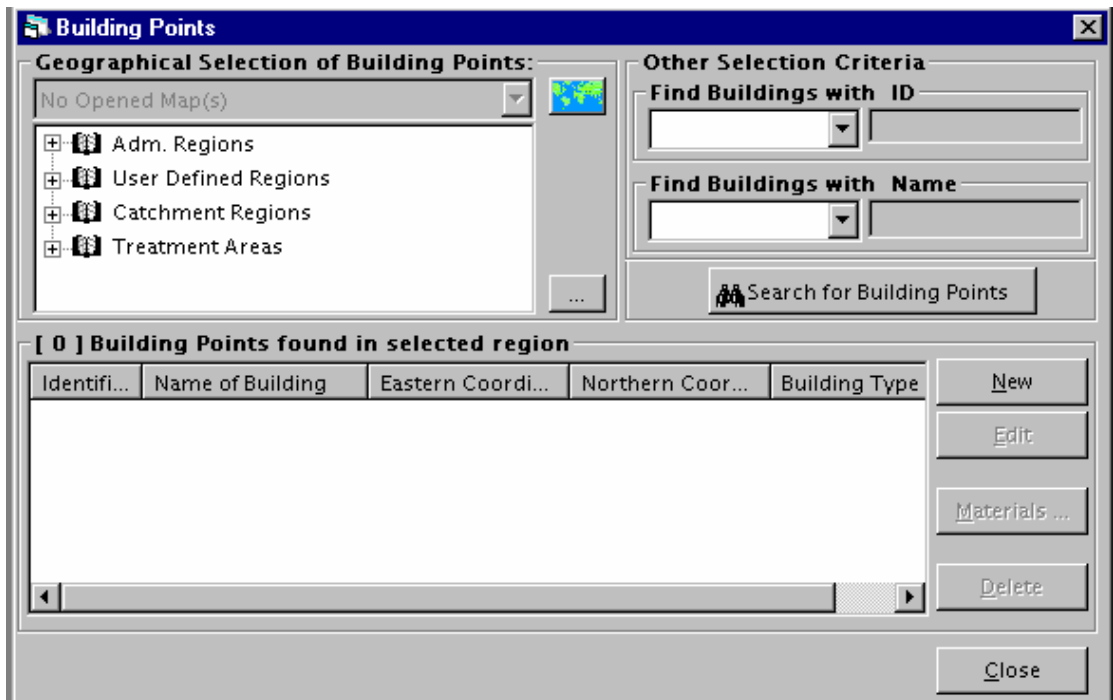 Building Points
Geographical Selection of Building Points:
No Opened Map(s)
Adm. Regions
User Defined Regions
Catchment Regions
Treatment Areas
...
Other Selection Criteria
Find Buildings with ID
Find Buildings with Name
Search for Building Points
[ 0 ] Building Points found in selected region
Identifi... Name of Building Eastern Coordi... Northern Coor... Building Type
New
Edit
Materials ...
Delete
Close